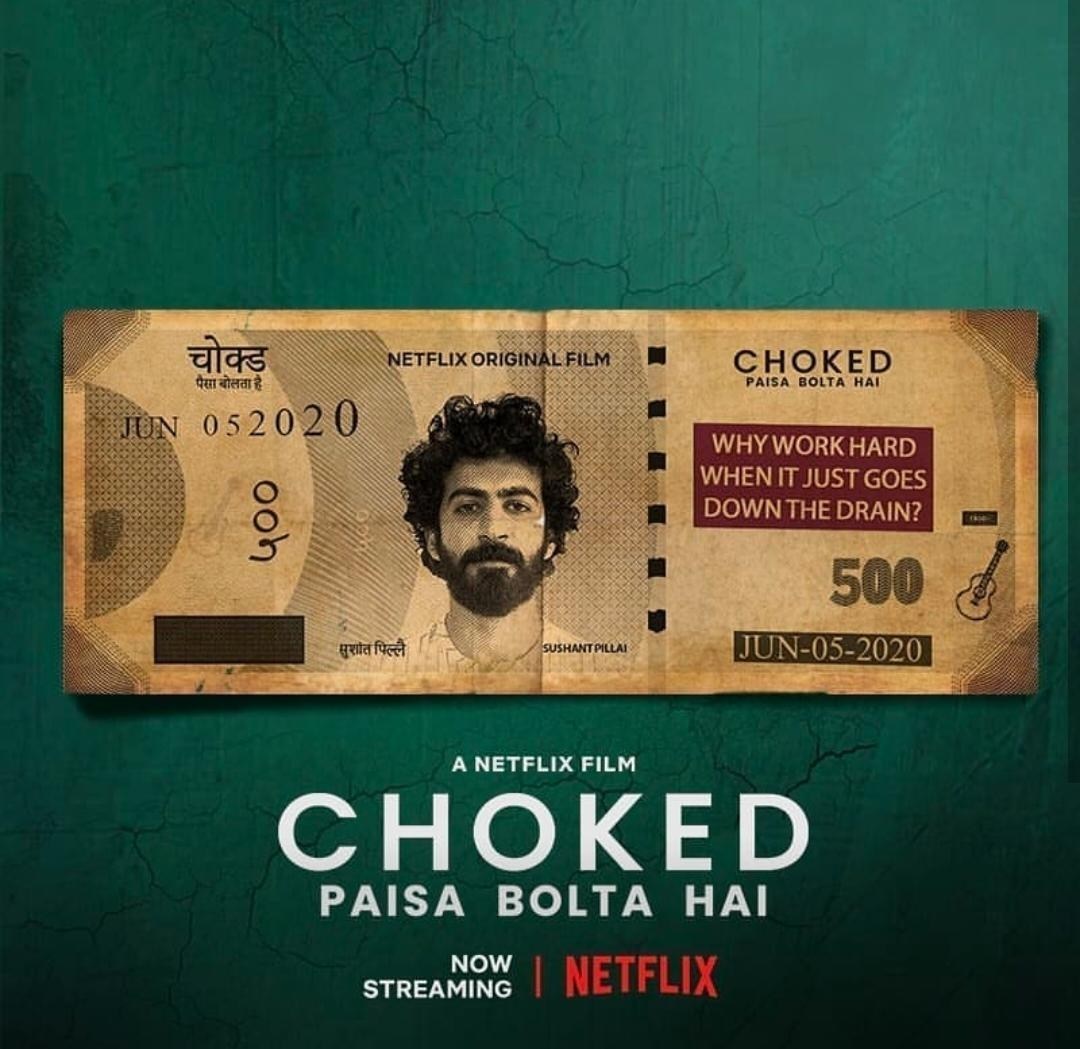 चोक्ड
पैसा बोलता है
JUN 052020
५००
NETFLIX ORIGINAL FILM
सुशांत पिल्लै
SUSHANT PILLAI
CHOKED
PAISA BOLTA HAI
WHY WORK HARD
WHEN IT JUST GOES
DOWN THE DRAIN?
500
JUN-05-2020
A NETFLIX FILM
CHOKED
PAISA BOLTA HAI
NOW
STREAMING
NETFLIX